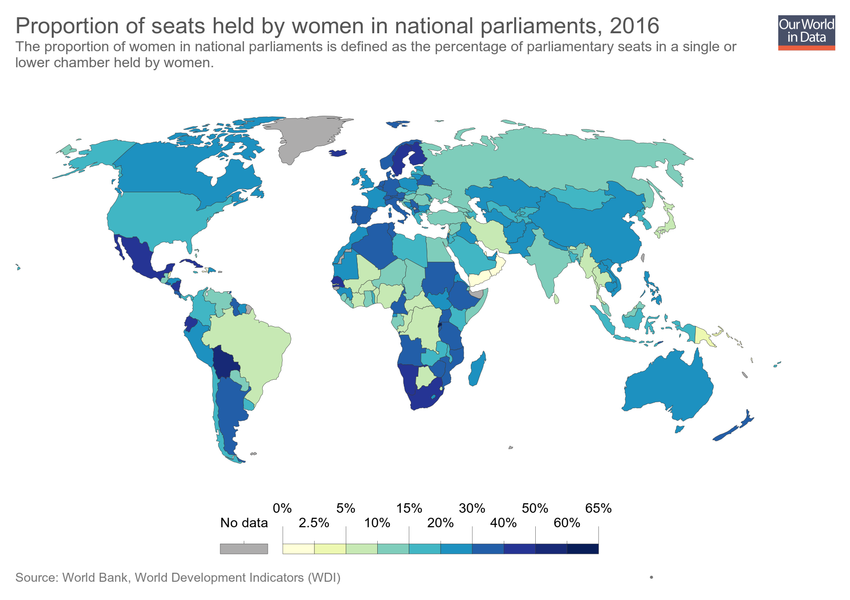 Proportion of seats held by women in national parliaments, 2016
The proportion of women in national parliaments is defined as the percentage of parliamentary seats in a single or
lower chamber held by women.
Our World
in Data
0% 5% 15% 30% 50% 65%
No data 2.5% 10% 20% 40% 60%
Source: World Bank, World Development Indicators (WDI)